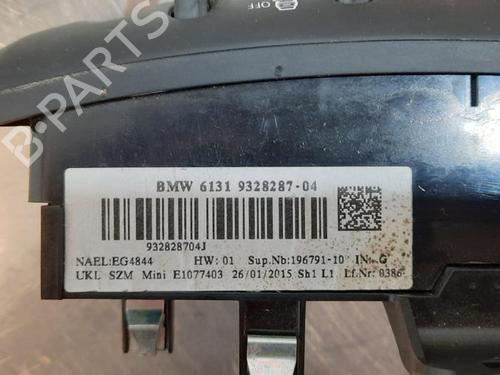 OFF
BMW 6131 9328287-04
932828704J
NAEL:EG4844 HW: 01 Sup.Nb:196791-10
UKL SZM Mini E1077403 26/01/2015 Sh1 L1 Lf.Nr: 0386
B-PARTS